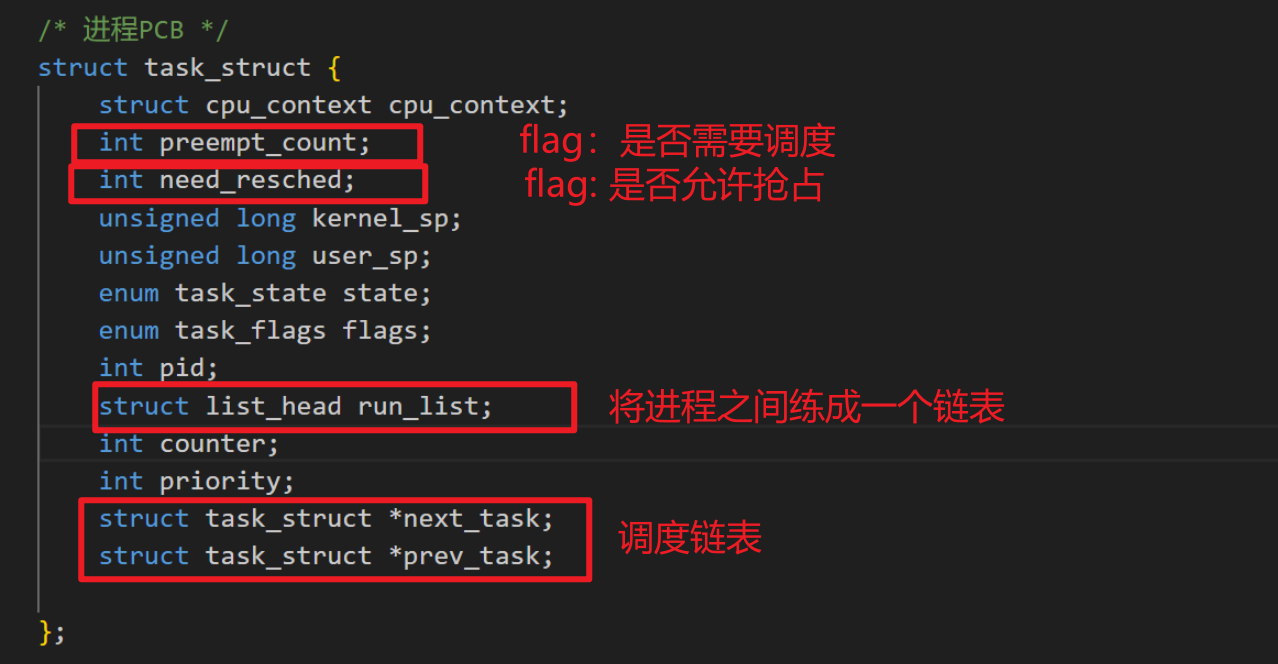 /* 进程PCB */
struct task_struct {
struct cpu_context cpu_context;
int preempt_count; flag：是否需要调度
int need_resched; flag: 是否允许抢占
unsigned long kernel_sp;
unsigned long user_sp;
enum task_state state;
enum task_flags flags;
int pid;
struct list_head run_list; 将进程之间练成一个链表
int counter;
int priority;
struct task_struct *next_task;
struct task_struct *prev_task;
调度链表
};